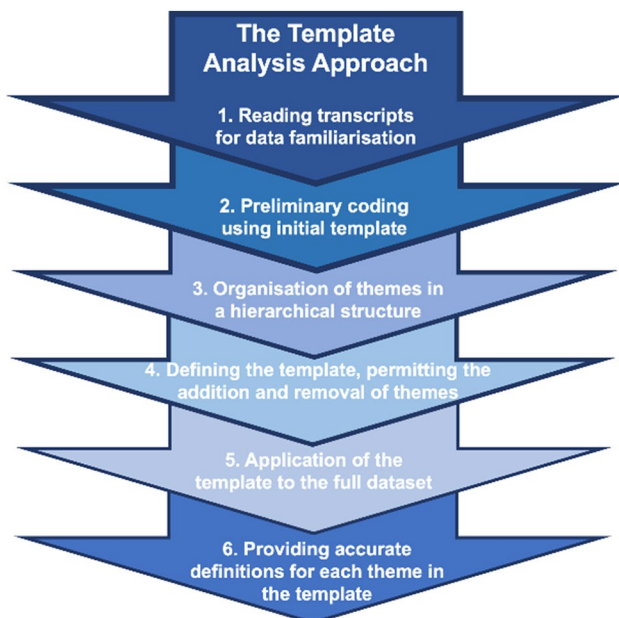 The Template
Analysis Approach
1. Reading transcripts
for data familiarisation
2. Preliminary coding
using initial template
3. Organisation of themes in
a hierarchical structure
4. Defining the template, permitting the
addition and removal of themes
5. Application of the
template to the full dataset
6. Providing accurate
definitions for each theme in
the template